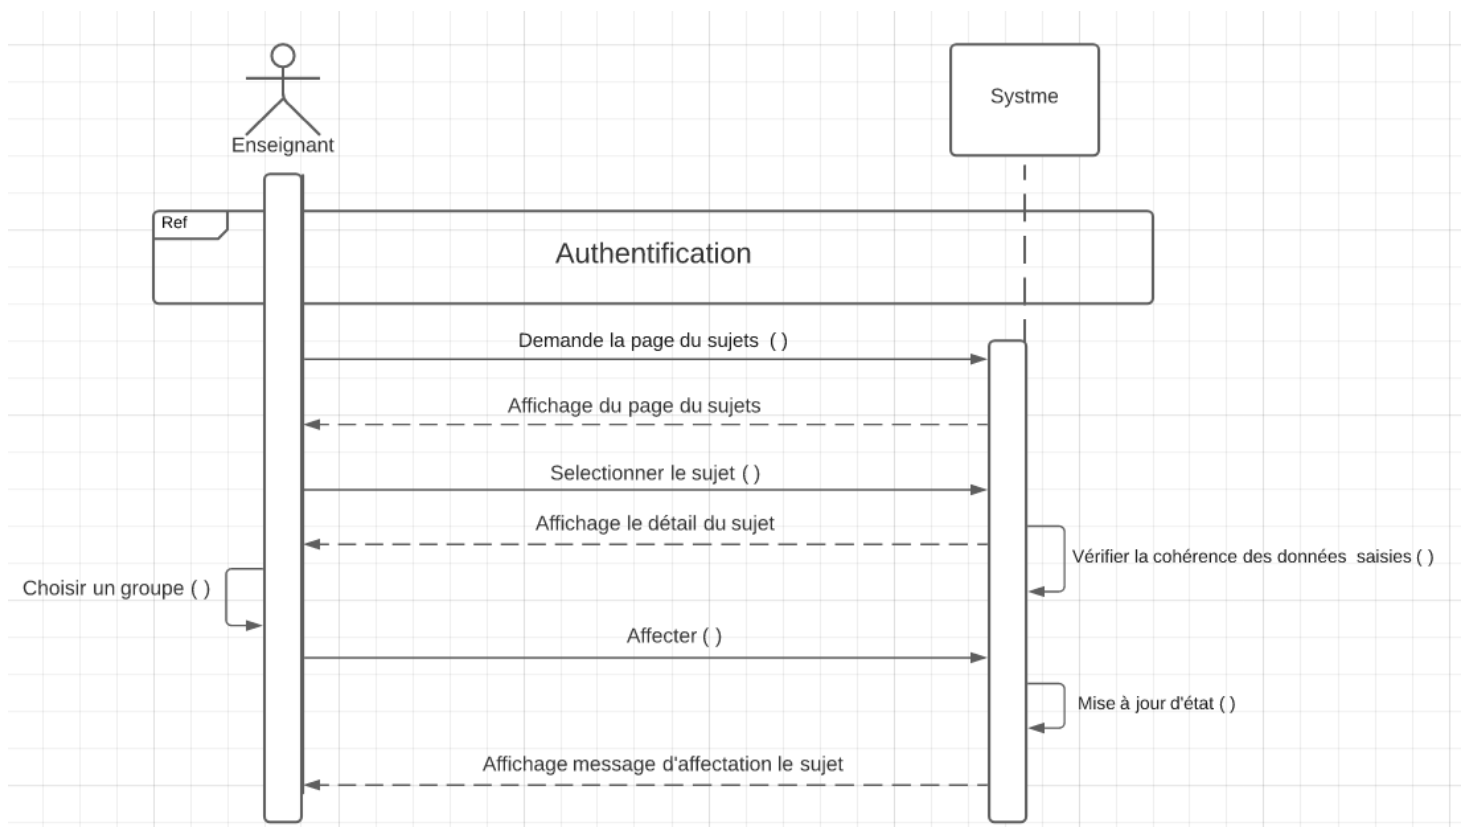 Systme
Enseignant
Ref
Authentification
Demande la page du sujets ( )
Affichage du page du sujets
Selectionner le sujet ( )
Affichage le détail du sujet
Vérifier la cohérence des données saisies ( )
Choisir un groupe ( )
Affecter ( )
Mise à jour d'état ( )
Affichage message d'affectation le sujet